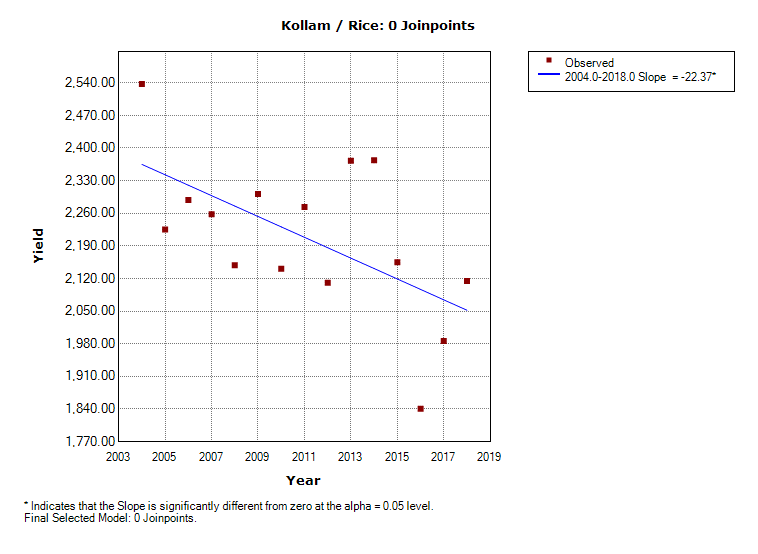 Kollam / Rice: 0 Joinpoints
Observed
2004.0-2018.0 Slope = -22.37*
2,540.00
2,470.00
2,400.00
2,330.00
2,260.00
2,190.00
2,120.00
2,050.00
1,980.00
1,910.00
1,840.00
1,770.00
Yield
2003 2005 2007 2009 2011 2013 2015 2017 2019
Year
* Indicates that the Slope is significantly different from zero at the alpha = 0.05 level.
Final Selected Model: 0 Joinpoints.